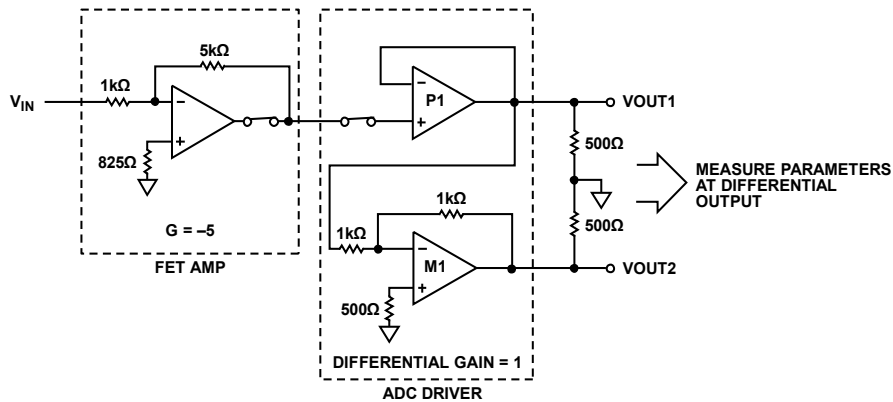 5kΩ
1kΩ
VIN
–
+
825Ω
G = –5
FET AMP
–
P1
+
1kΩ
1kΩ
–
M1
+
500Ω
DIFFERENTIAL GAIN = 1
ADC DRIVER
VOUT1
500Ω
500Ω
VOUT2
MEASURE PARAMETERS
AT DIFFERENTIAL
OUTPUT